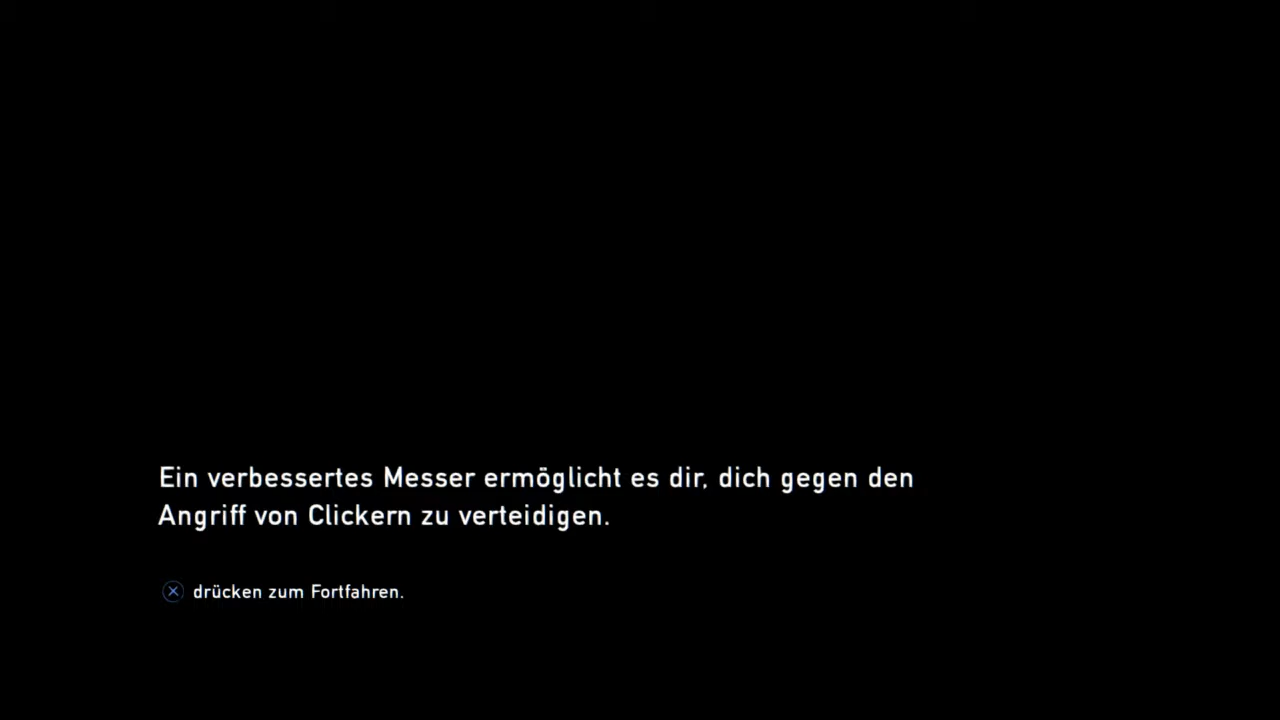 Ein verbessertes Messer ermöglicht es dir, dich gegen den
Angriff von Clickern zu verteidigen.
drücken zum Fortfahren.